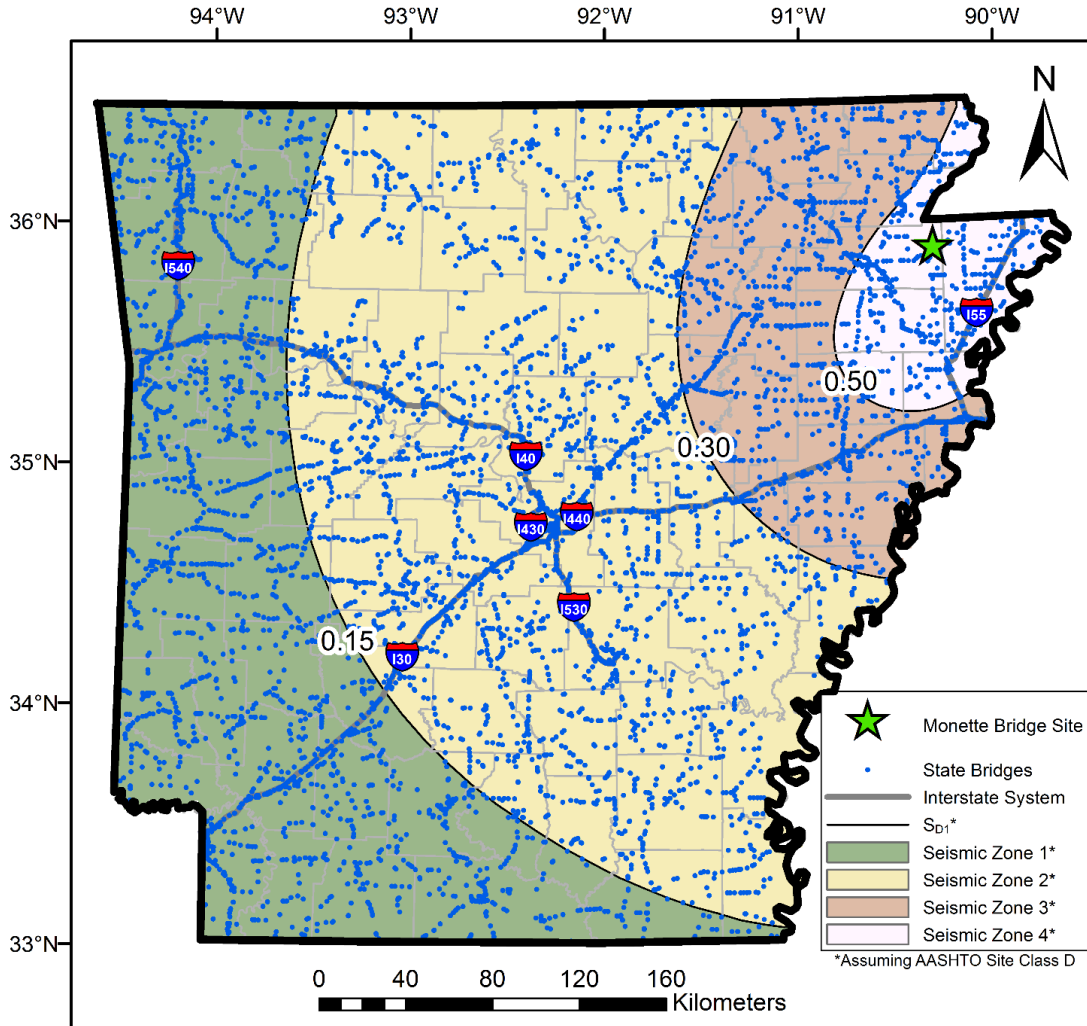 94°W 93°W 92°W 91°W 90°W
N
36°N
I540
I55
0.50
35°N
I40
0.30
I440
I430
I530
0.15
I30
34°N
Monette Bridge Site
State Bridges
Interstate System
SD1*
Seismic Zone 1*
Seismic Zone 2*
Seismic Zone 3*
Seismic Zone 4*
33°N
*Assuming AASHTO Site Class D
0 40 80 120 160
Kilometers